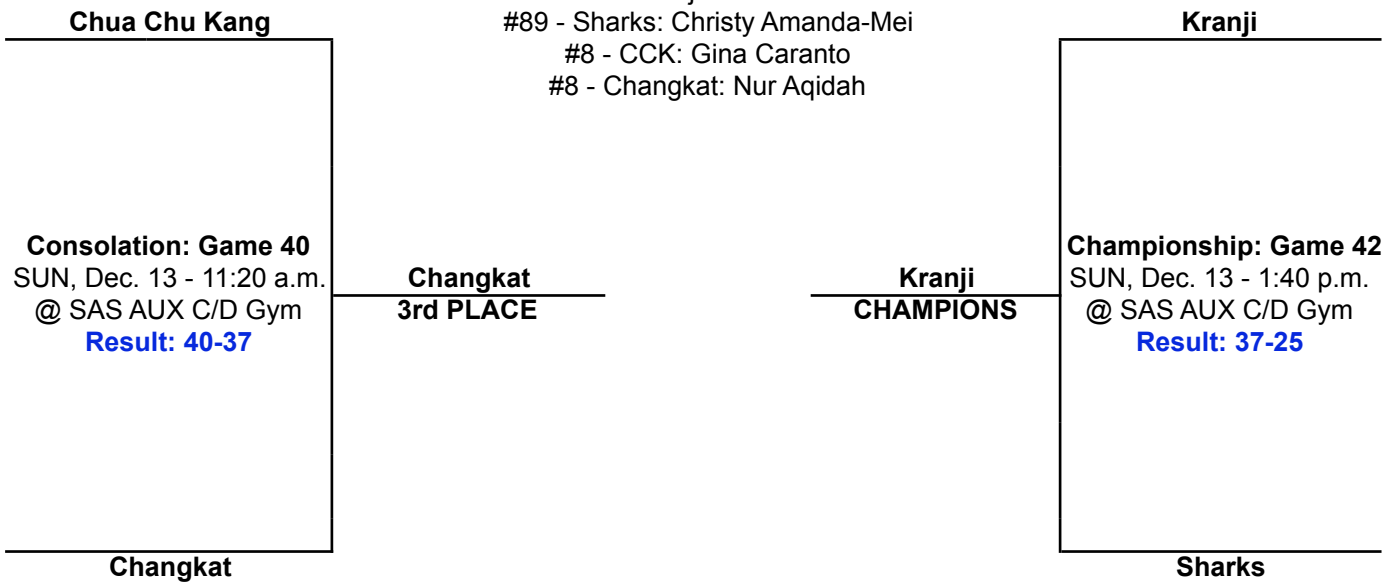 #89 - Sharks: Christy Amanda-Mei
#8 - CCK: Gina Caranto
#8 - Changkat: Nur Aqidah
Chua Chu Kang
Consolation: Game 40
SUN, Dec. 13 - 11:20 a.m.
@ SAS AUX C/D Gym
Result: 40-37
Changkat
Changkat
3rd PLACE
Kranji
CHAMPIONS
Kranji
Championship: Game 42
SUN, Dec. 13 - 1:40 p.m.
@ SAS AUX C/D Gym
Result: 37-25
Sharks